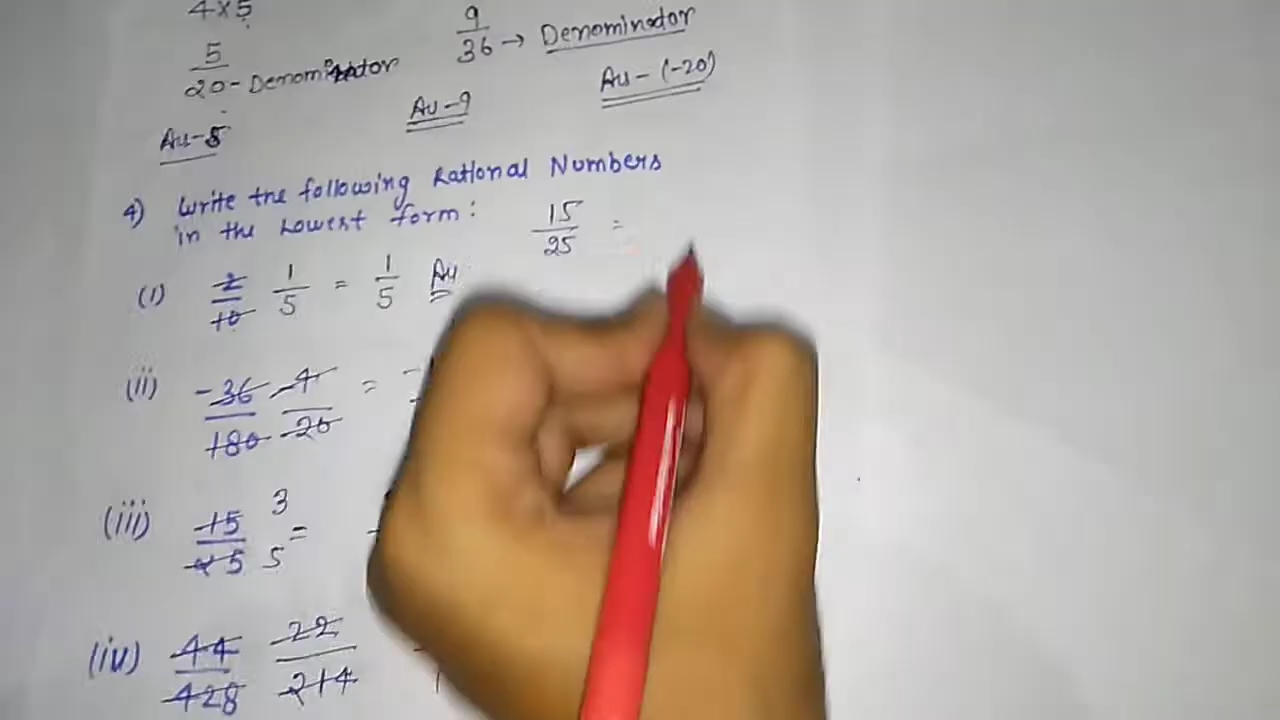 4×5
5/20 - Denominator
9/36 → Denominator
Au - 5
Au - 9
Au - (-20)
4) Write the following Rational Numbers
in the Lowest form:
15/25 =
(i) 2/10 1/5 = 1/5 Au
(ii) -36/180 -4/20 = -
(iii) 15/25 3/5 =
(iv) 44/428 22/214